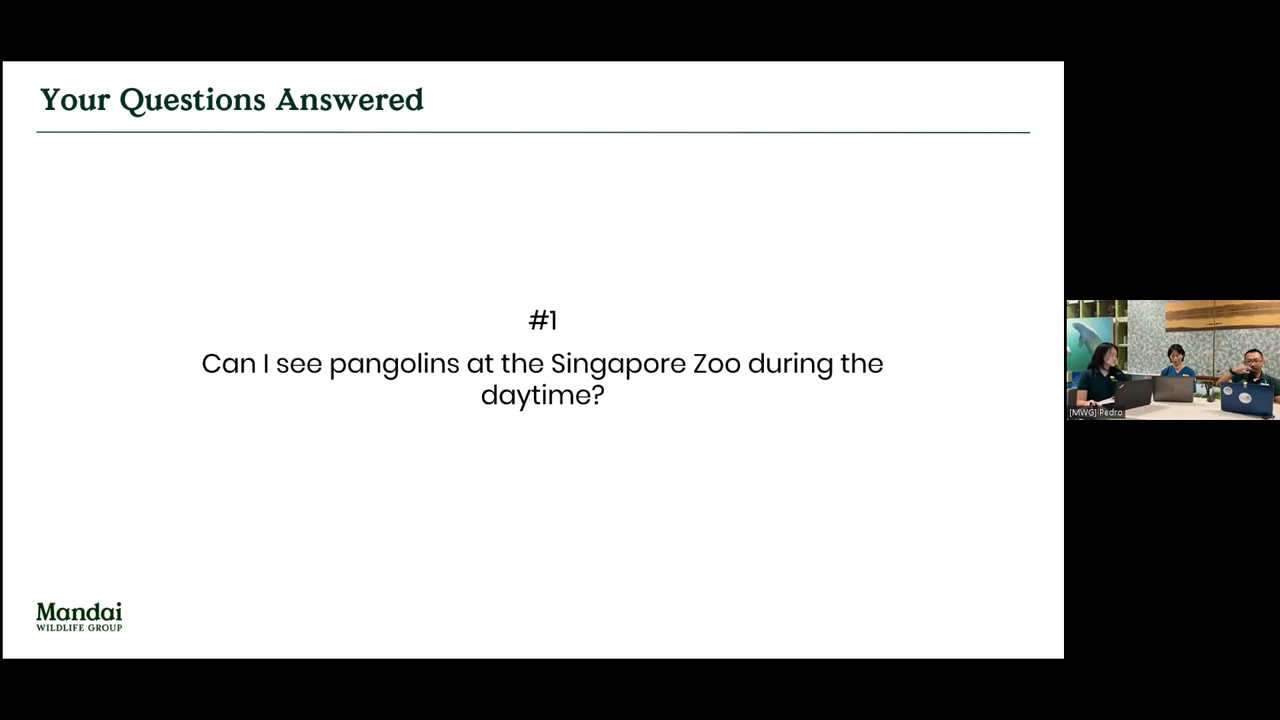 Your Questions Answered
#1
Can I see pangolins at the Singapore Zoo during the
daytime?
[MWG] Pedro
Mandai
WILDLIFE GROUP